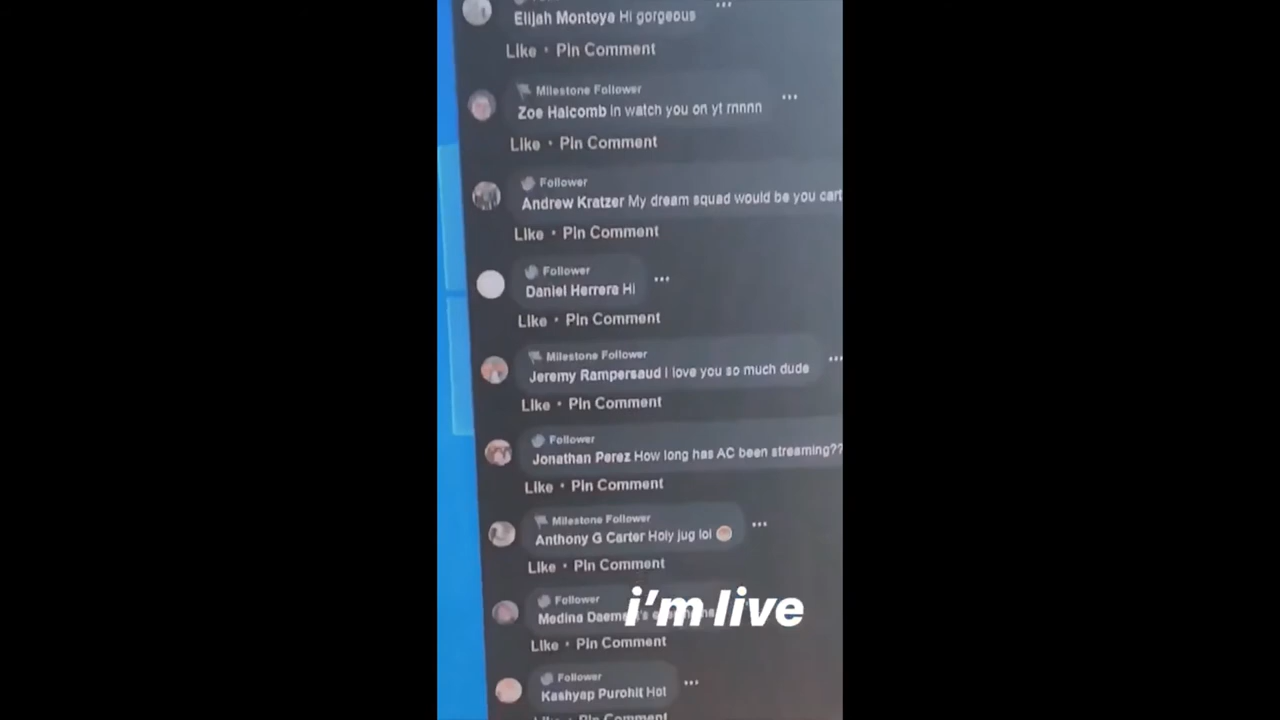 Elijah Montoya Hi gorgeous
Like · Pin Comment
Milestone Follower
Zoe Halcomb in watch you on yt rnnnn
Like · Pin Comment
Follower
Andrew Kratzer My dream squad would be you cart
Like · Pin Comment
Follower
Daniel Herrera Hi
Like · Pin Comment
Milestone Follower
Jeremy Rampersaud I love you so much dude
Like · Pin Comment
Follower
Jonathan Perez How long has AC been streaming??
Like · Pin Comment
Milestone Follower
Anthony G Carter Holy jug lol
Like · Pin Comment
Follower
Medina
i'm live
Like · Pin Comment
Follower
Kashyap Purohit Hot
Like · Pin Comment